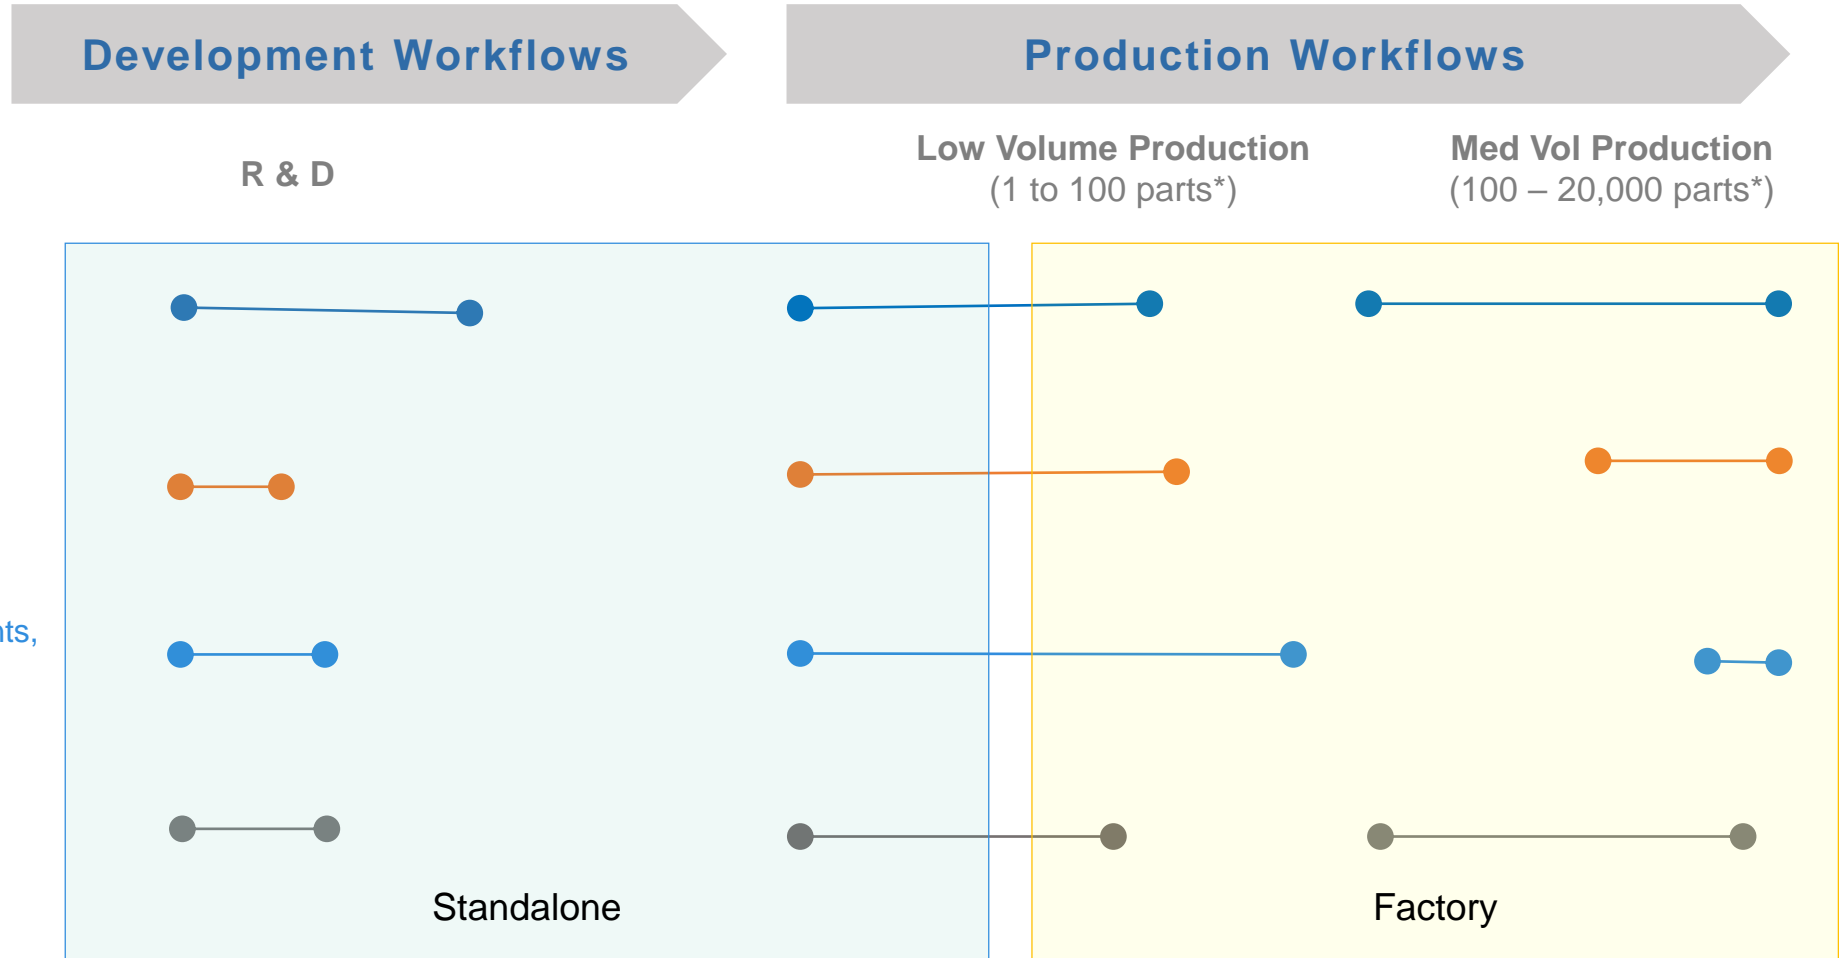 Development Workflows
Production Workflows
R & D
Low Volume Production
(1 to 100 parts*)
Med Vol Production
(100 – 20,000 parts*)
Standalone
Factory